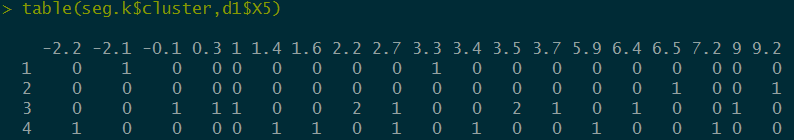 > table(seg.k$cluster,d1$X5)
-2.2 -2.1 -0.1 0.3 1 1.4 1.6 2.2 2.7 3.3 3.4 3.5 3.7 5.9 6.4 6.5 7.2 9 9.2
1 0 1 0 0 0 0 0 0 0 1 0 0 0 0 0 0 0 0 0
2 0 0 0 0 0 0 0 0 0 0 0 0 0 0 0 1 0 0 1
3 0 0 1 1 1 0 0 2 1 0 0 2 1 0 1 0 0 1 0
4 1 0 0 0 0 1 1 0 1 0 1 0 0 1 0 0 1 0 0